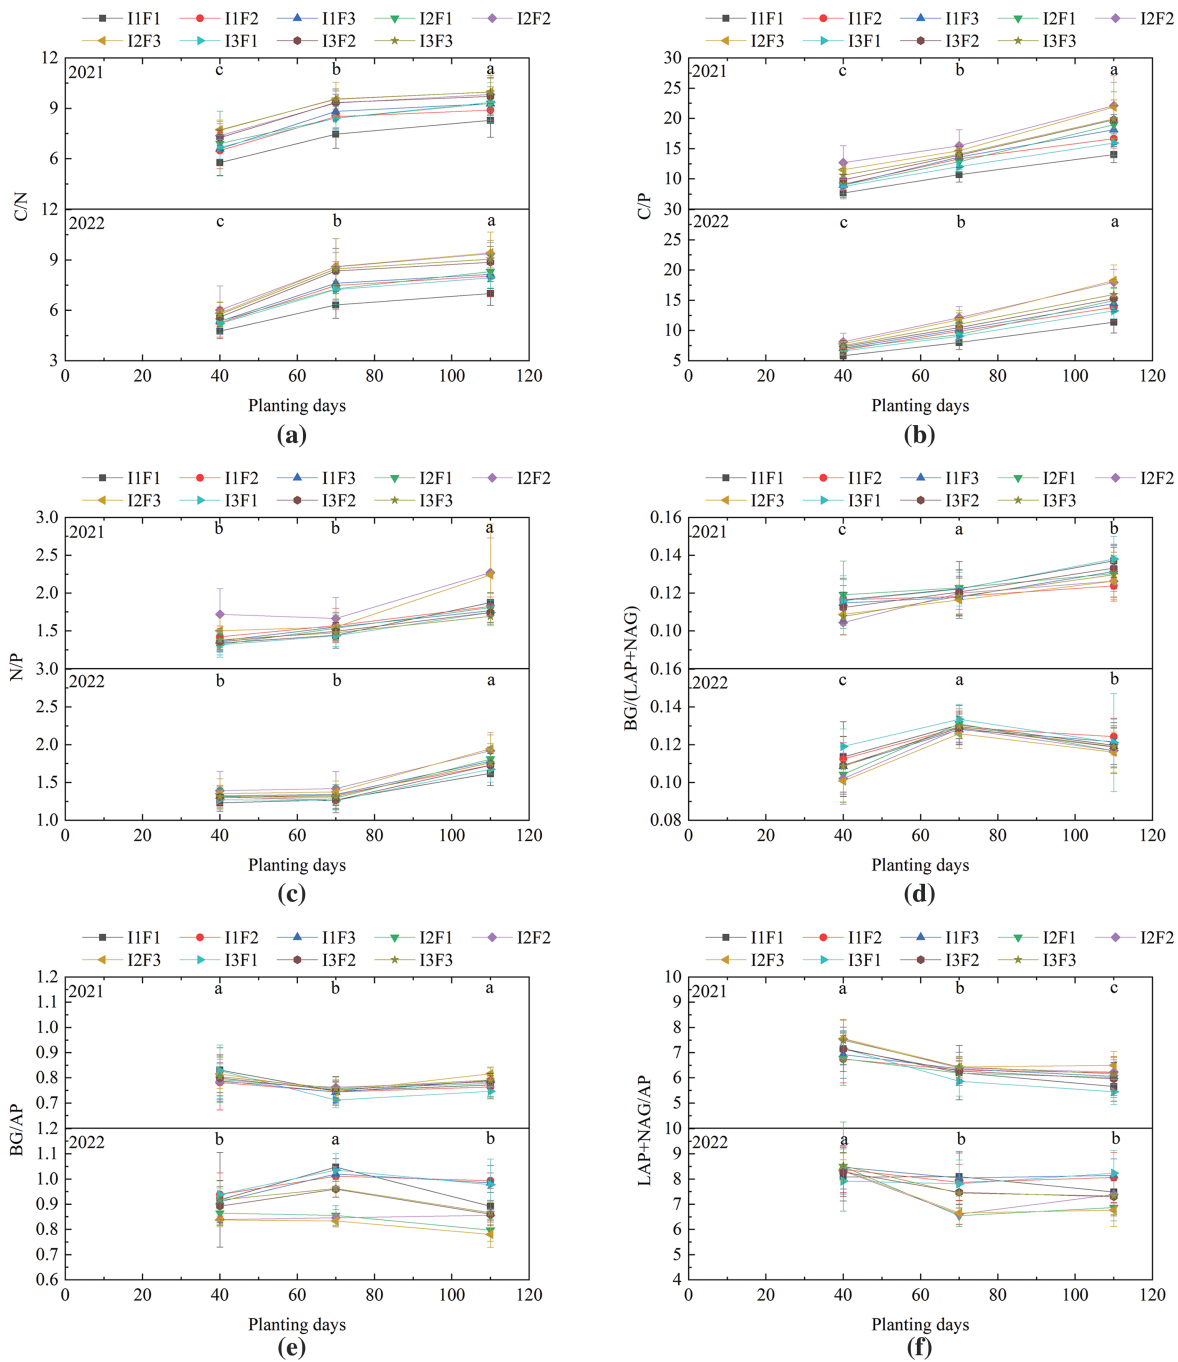 I1F1 I1F2 I1F3 I2F1 I2F2
I2F3 I3F1 I3F2 I3F3
12
2021
c b a
9
6
12
2022
c b a
9
6
3
0 20 40 60 80 100 120
C/N
Planting days
(a)
I1F1 I1F2 I1F3 I2F1 I2F2
I2F3 I3F1 I3F2 I3F3
30
2021
c b a
25
20
15
10
30
2022
c b a
25
20
15
10
5
0 20 40 60 80 100 120
C/P
Planting days
(b)
I1F1 I1F2 I1F3 I2F1 I2F2
I2F3 I3F1 I3F2 I3F3
3.0
2021
b b a
2.5
2.0
1.5
3.0
2022
b b a
2.5
2.0
1.5
1.0
0 20 40 60 80 100 120
N/P
Planting days
(c)
I1F1 I1F2 I1F3 I2F1 I2F2
I2F3 I3F1 I3F2 I3F3
0.16
2021
c a b
0.14
0.12
0.10
0.16
2022
c a b
0.14
0.12
0.10
0.08
0 20 40 60 80 100 120
BG/(LAP+NAG)
Planting days
(d)
I1F1 I1F2 I1F3 I2F1 I2F2
I2F3 I3F1 I3F2 I3F3
1.2
2021
a b a
1.1
1.0
0.9
0.8
0.7
1.2
2022
b a b
1.1
1.0
0.9
0.8
0.7
0.6
0 20 40 60 80 100 120
BG/AP
Planting days
(e)
I1F1 I1F2 I1F3 I2F1 I2F2
I2F3 I3F1 I3F2 I3F3
10
2021
a b c
9
8
7
6
5
10
2022
a b b
9
8
7
6
5
4
0 20 40 60 80 100 120
LAP+NAG/AP
Planting days
(f)